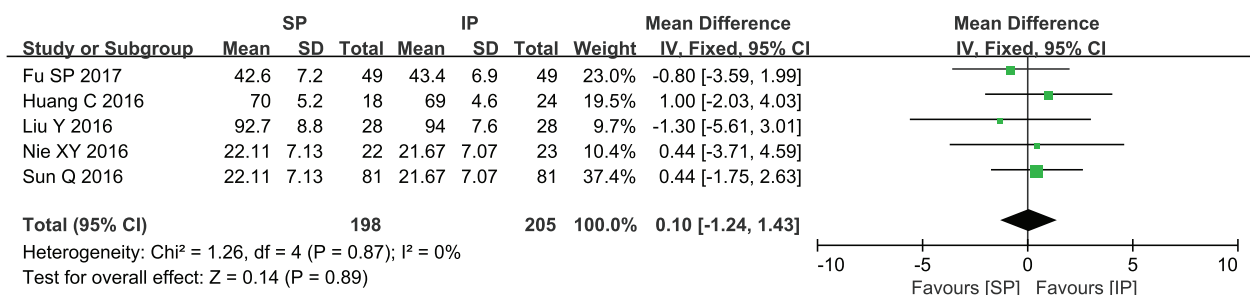 SP IP Mean Difference Mean Difference
Study or Subgroup Mean SD Total Mean SD Total Weight IV, Fixed, 95% CI IV, Fixed, 95% CI
Fu SP 2017 42.6 7.2 49 43.4 6.9 49 23.0% -0.80 [-3.59, 1.99]
Huang C 2016 70 5.2 18 69 4.6 24 19.5% 1.00 [-2.03, 4.03]
Liu Y 2016 92.7 8.8 28 94 7.6 28 9.7% -1.30 [-5.61, 3.01]
Nie XY 2016 22.11 7.13 22 21.67 7.07 23 10.4% 0.44 [-3.71, 4.59]
Sun Q 2016 22.11 7.13 81 21.67 7.07 81 37.4% 0.44 [-1.75, 2.63]
Total (95% CI) 198 205 100.0% 0.10 [-1.24, 1.43]
Heterogeneity: Chi² = 1.26, df = 4 (P = 0.87); I² = 0%
Test for overall effect: Z = 0.14 (P = 0.89)
-10 -5 0 5 10
Favours [SP] Favours [IP]